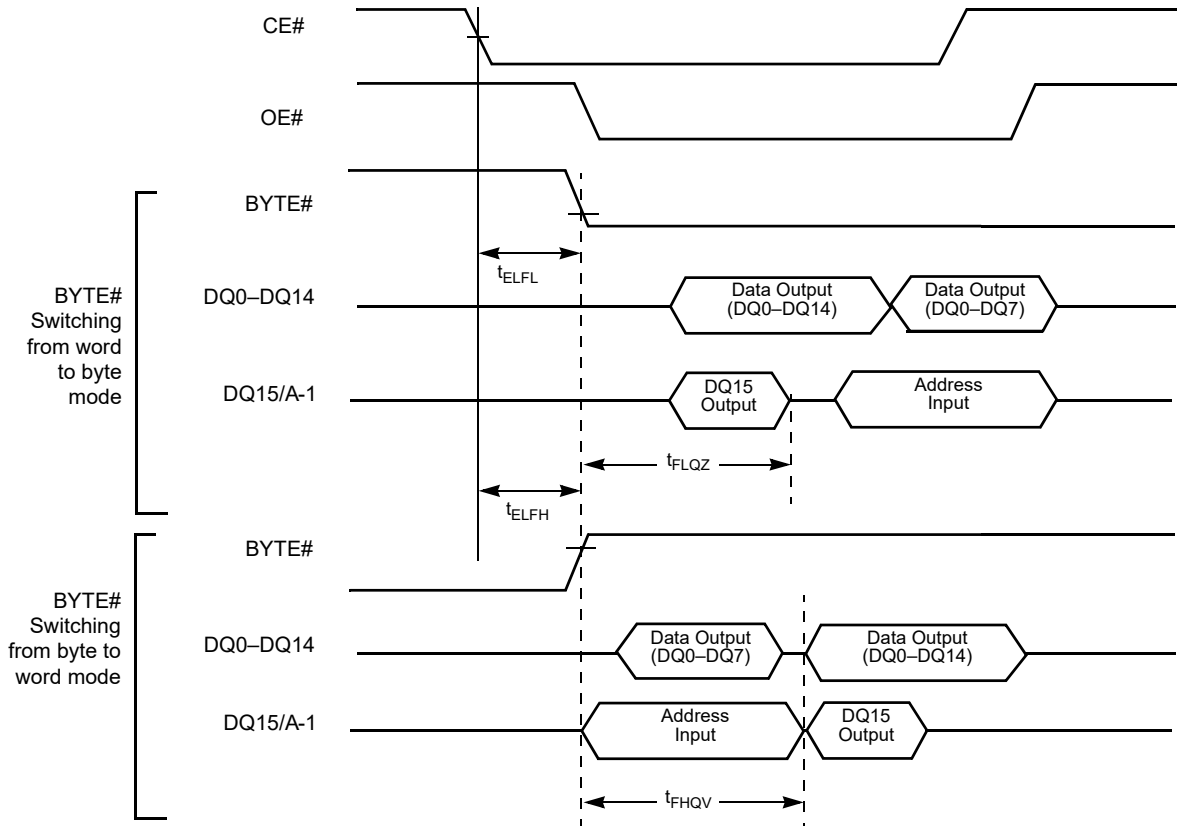 CE#
OE#
BYTE#
Switching
from word
to byte
mode
BYTE#
tELFL
DQ0–DQ14
Data Output
(DQ0–DQ14)
Data Output
(DQ0–DQ7)
DQ15/A-1
DQ15
Output
Address
Input
tFLQZ
tELFH
BYTE#
Switching
from byte to
word mode
BYTE#
DQ0–DQ14
Data Output
(DQ0–DQ7)
Data Output
(DQ0–DQ14)
DQ15/A-1
Address
Input
DQ15
Output
tFHQV